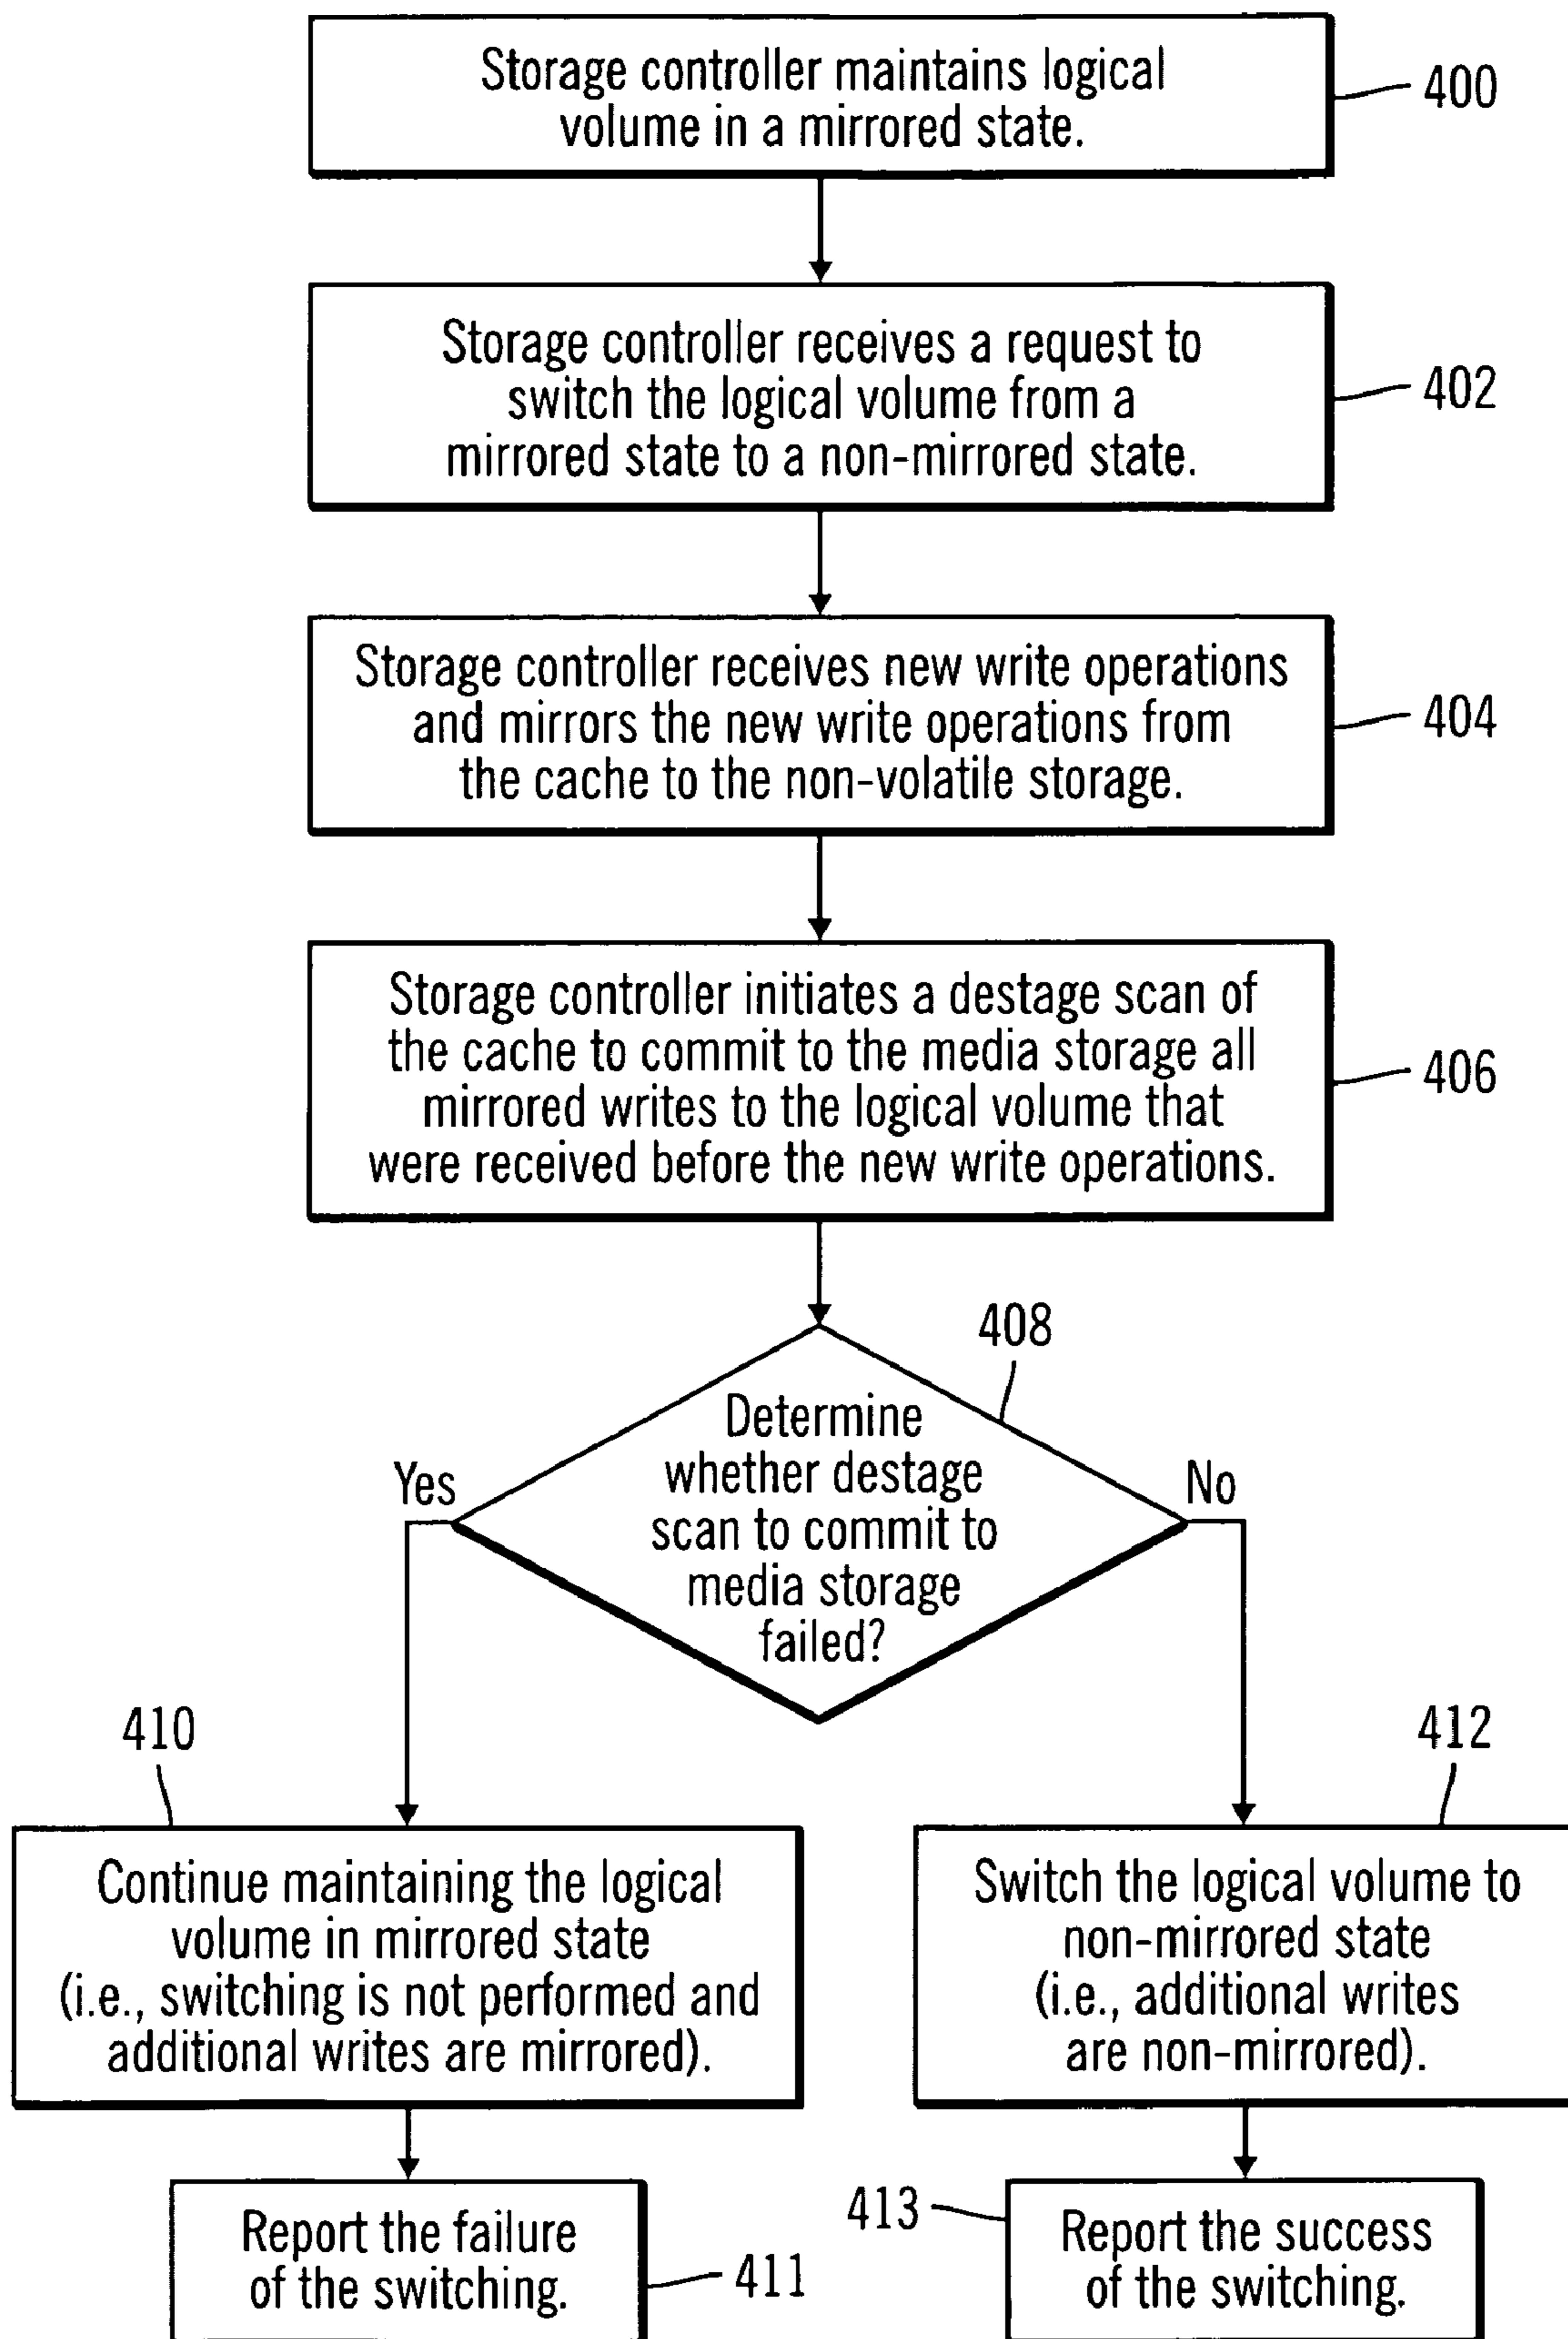 Storage controller maintains logical
volume in a mirrored state.
400
Storage controller receives a request to
switch the logical volume from a
mirrored state to a non-mirrored state.
402
Storage controller receives new write operations
and mirrors the new write operations from
the cache to the non-volatile storage.
404
Storage controller initiates a destage scan of
the cache to commit to the media storage all
mirrored writes to the logical volume that
were received before the new write operations.
406
408
Determine
whether destage
scan to commit to
media storage
failed?
Yes
No
410
Continue maintaining the logical
volume in mirrored state
(i.e., switching is not performed and
additional writes are mirrored).
412
Switch the logical volume to
non-mirrored state
(i.e., additional writes
are non-mirrored).
Report the failure
of the switching.
411
413
Report the success
of the switching.